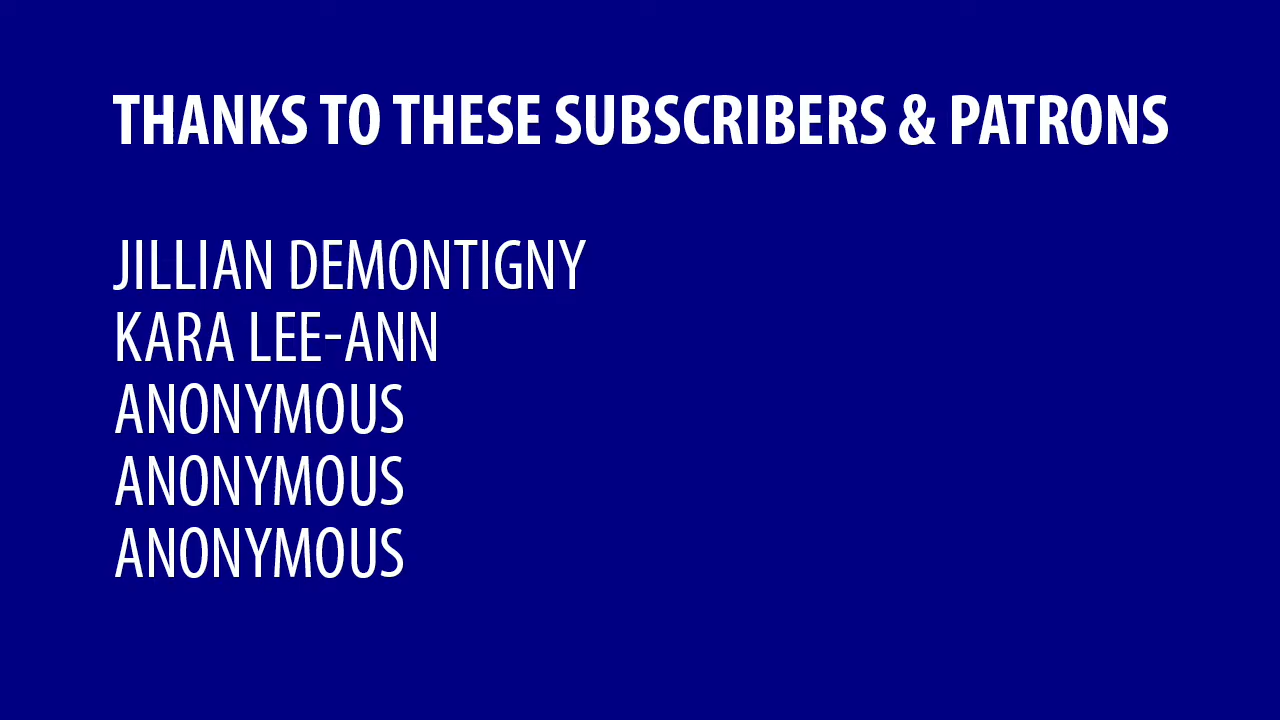 THANKS TO THESE SUBSCRIBERS & PATRONS
JILLIAN DEMONTIGNY
KARA LEE-ANN
ANONYMOUS
ANONYMOUS
ANONYMOUS